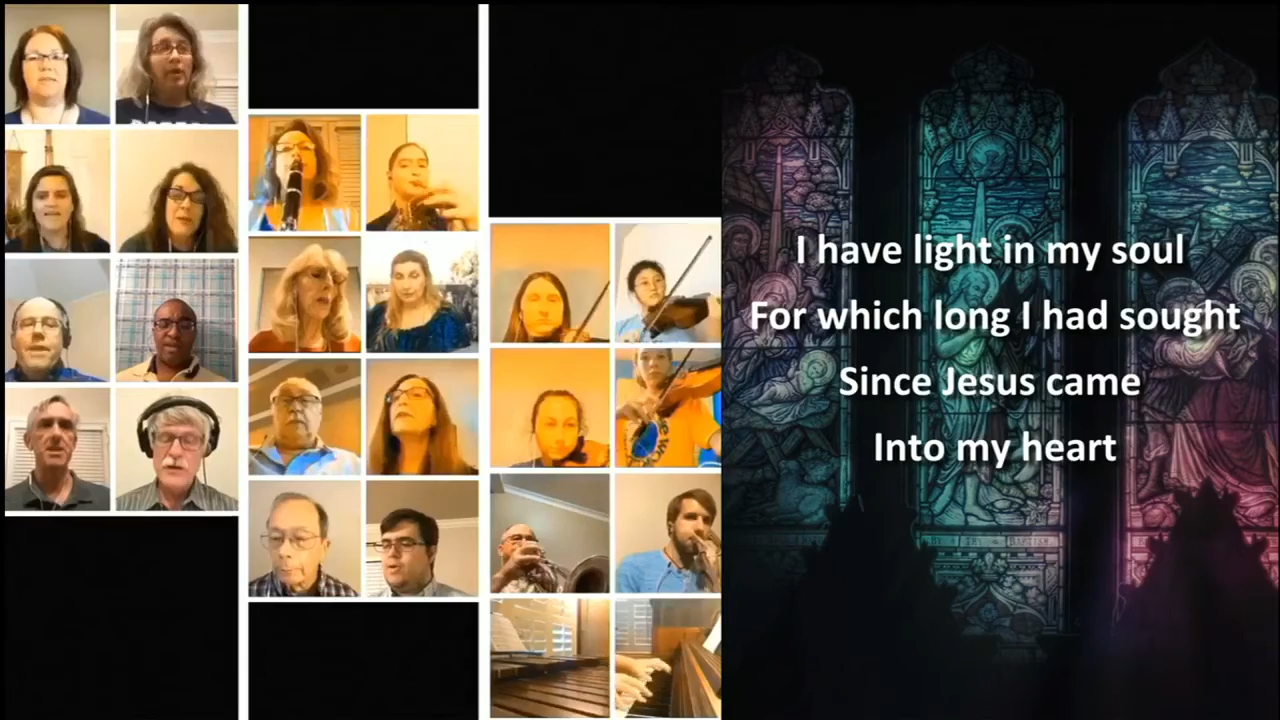 I have light in my soul
For which long I had sought
Since Jesus came
Into my heart